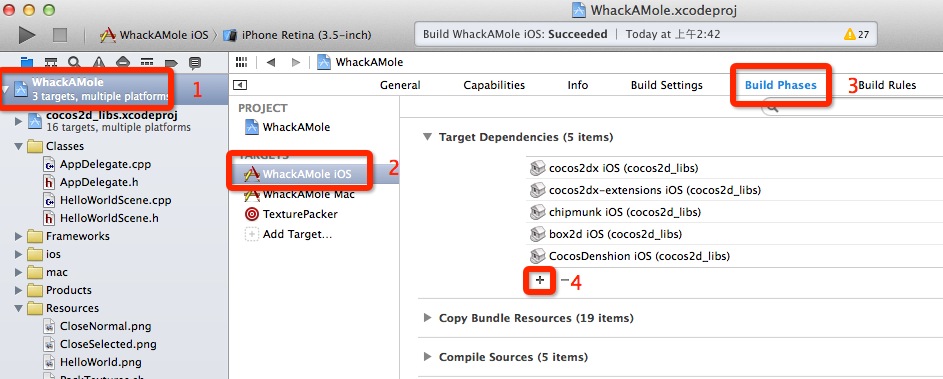 WhackAMole.xcodeproj
WhackAMole iOS iPhone Retina (3.5-inch)
Build WhackAMole iOS: Succeeded Today at 上午2:42 27
WhackAMole
3 targets, multiple platforms
1
cocos2d_libs.xcodeproj
16 targets, multiple platforms
Classes
AppDelegate.cpp
AppDelegate.h
HelloWorldScene.cpp
HelloWorldScene.h
Frameworks
ios
mac
Products
Resources
CloseNormal.png
CloseSelected.png
HelloWorld.png
PackTextures.sh
WhackAMole
General Capabilities Info Build Settings Build Phases 3 Build Rules
PROJECT
WhackAMole
TARGETS
WhackAMole iOS 2
WhackAMole Mac
TexturePacker
Add Target...
Target Dependencies (5 items)
cocos2dx iOS (cocos2d_libs)
cocos2dx-extensions iOS (cocos2d_libs)
chipmunk iOS (cocos2d_libs)
box2d iOS (cocos2d_libs)
CocosDenshion iOS (cocos2d_libs)
+ − 4
Copy Bundle Resources (19 items)
Compile Sources (5 items)